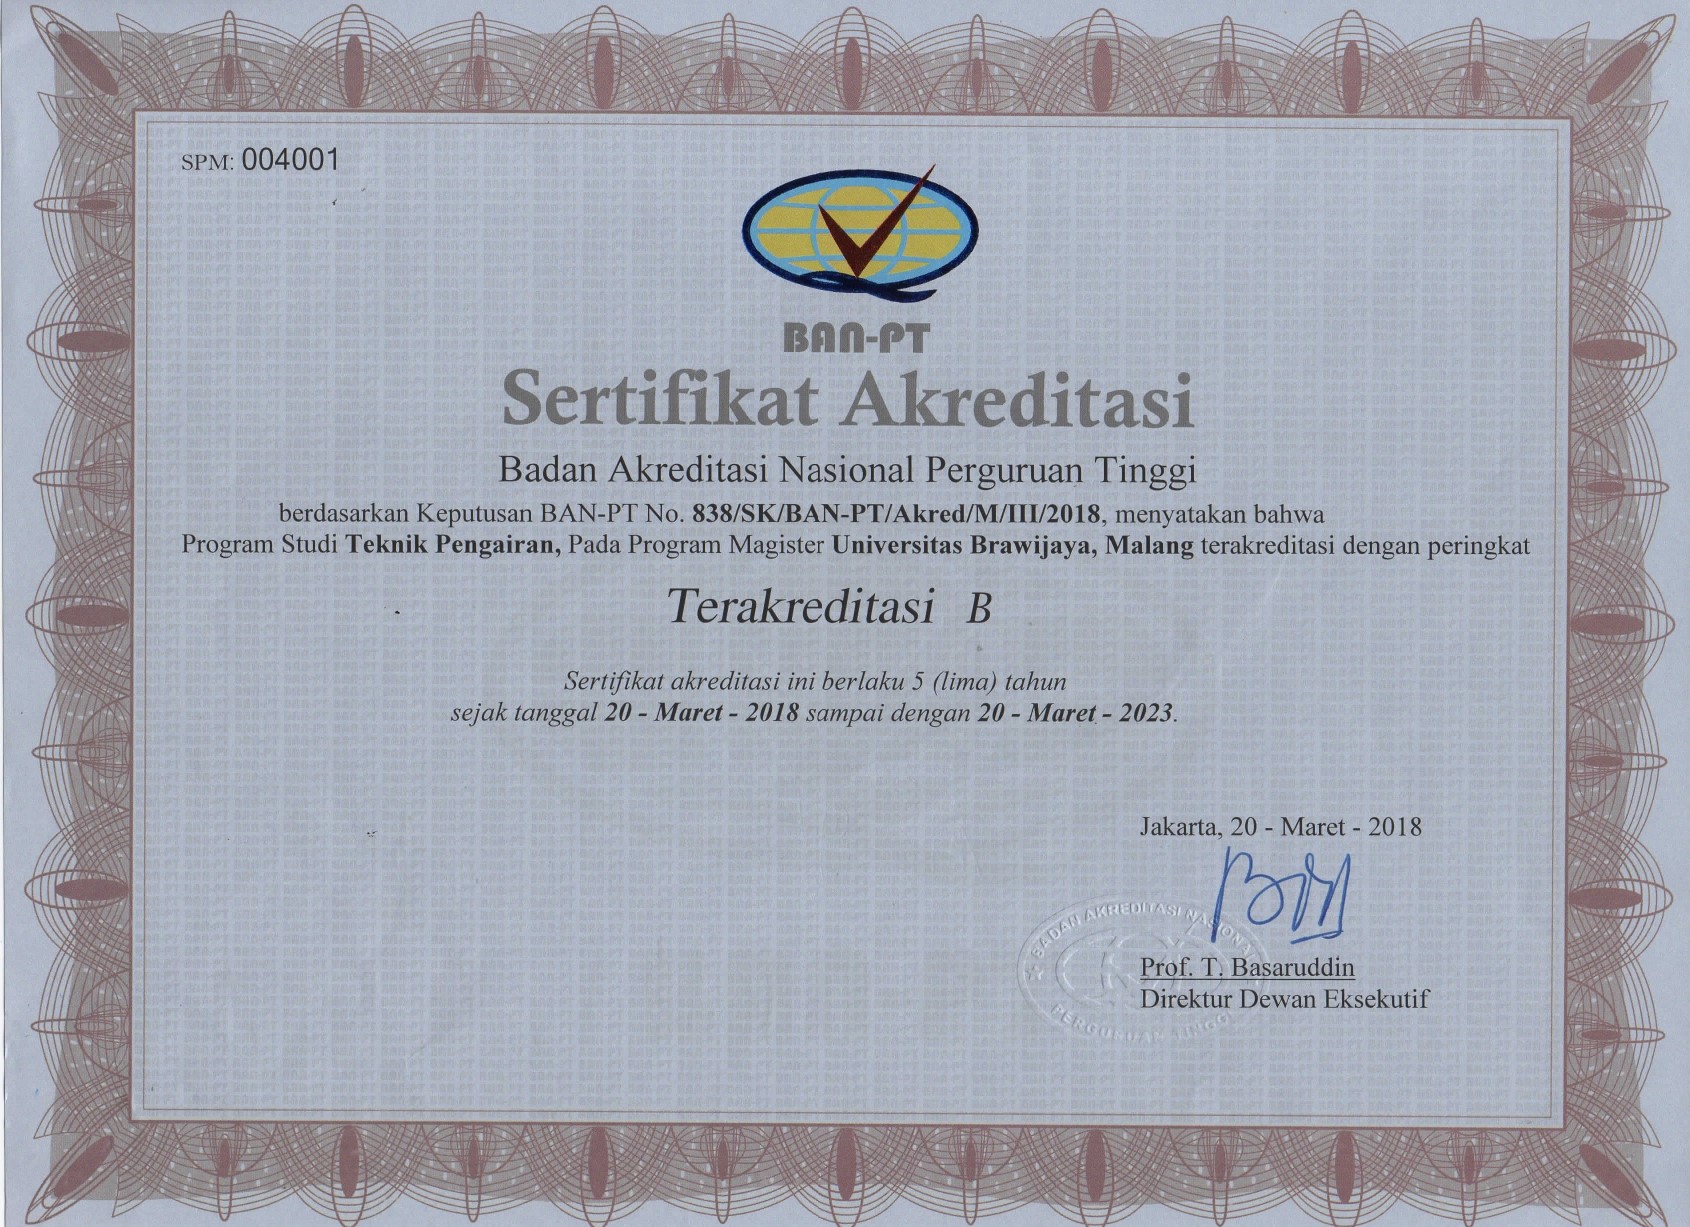 SPM: 004001
BAN-PT
Sertifikat Akreditasi
Badan Akreditasi Nasional Perguruan Tinggi
berdasarkan Keputusan BAN-PT No. 838/SK/BAN-PT/Akred/M/III/2018, menyatakan bahwa
Program Studi Teknik Pengairan, Pada Program Magister Universitas Brawijaya, Malang terakreditasi dengan peringkat
Terakreditasi B
Sertifikat akreditasi ini berlaku 5 (lima) tahun
sejak tanggal 20 - Maret - 2018 sampai dengan 20 - Maret - 2023.
Jakarta, 20 - Maret - 2018
BADAN AKREDITASI NASIONAL
PERGURUAN TINGGI
Prof. T. Basaruddin
Direktur Dewan Eksekutif